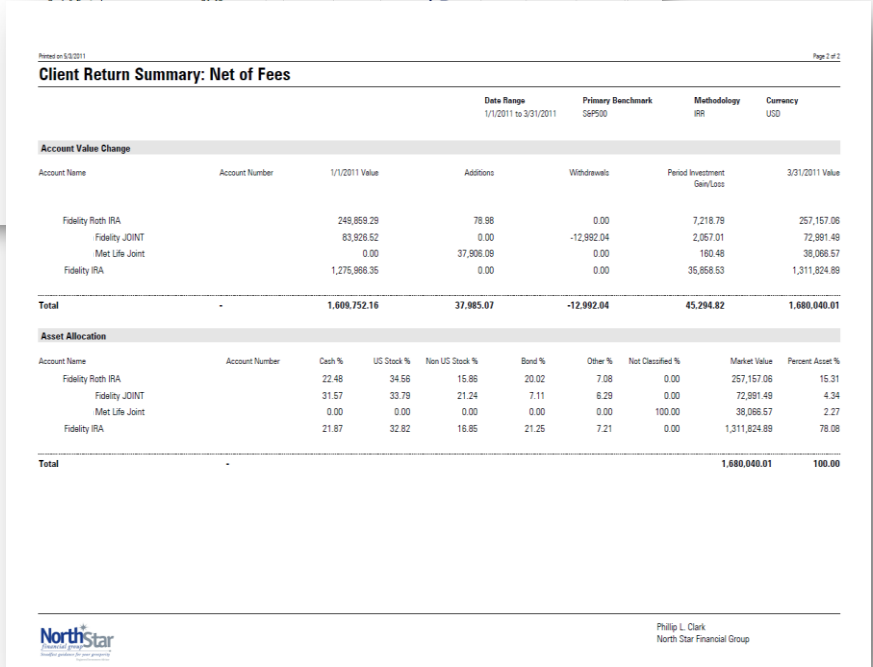 Printed on 5/3/2011 Page 2 of 2
Client Return Summary: Net of Fees
Date Range Primary Benchmark Methodology Currency
1/1/2011 to 3/31/2011 S&P500 IRR USD
Account Value Change
Account Name Account Number 1/1/2011 Value Additions Withdrawals Period Investment Gain/Loss 3/31/2011 Value
Fidelity Roth IRA 249,859.29 78.98 0.00 7,218.79 257,157.06
Fidelity JOINT 83,926.52 0.00 -12,992.04 2,057.01 72,991.49
Met Life Joint 0.00 37,906.09 0.00 160.48 38,066.57
Fidelity IRA 1,275,966.35 0.00 0.00 35,858.53 1,311,824.89
Total - 1,609,752.16 37,985.07 -12,992.04 45,294.82 1,680,040.01
Asset Allocation
Account Name Account Number Cash % US Stock % Non US Stock % Bond % Other % Not Classified % Market Value Percent Asset %
Fidelity Roth IRA 22.48 34.56 15.86 20.02 7.08 0.00 257,157.06 15.31
Fidelity JOINT 31.57 33.79 21.24 7.11 6.29 0.00 72,991.49 4.34
Met Life Joint 0.00 0.00 0.00 0.00 0.00 100.00 38,066.57 2.27
Fidelity IRA 21.87 32.82 16.85 21.25 7.21 0.00 1,311,824.89 78.08
Total - 1,680,040.01 100.00
NorthStar
financial group
Phillip L. Clark
North Star Financial Group